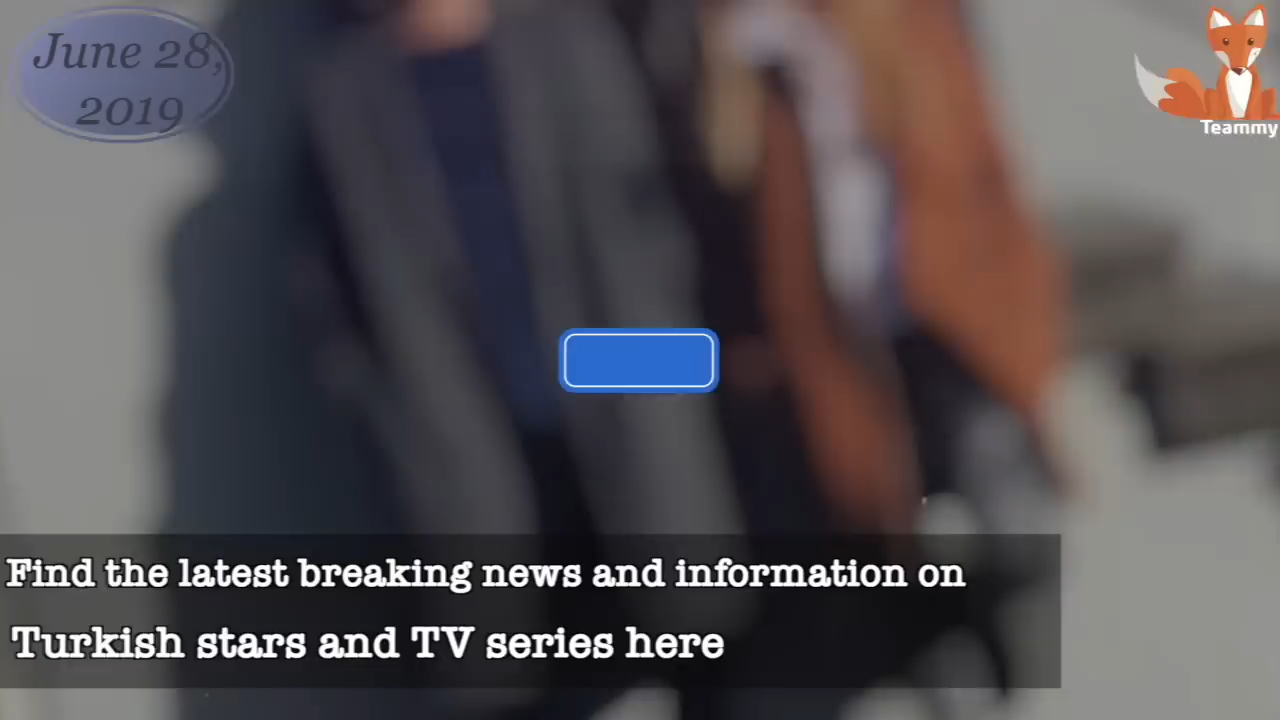 June 28,
2019
Teammy
Find the latest breaking news and information on
Turkish stars and TV series here